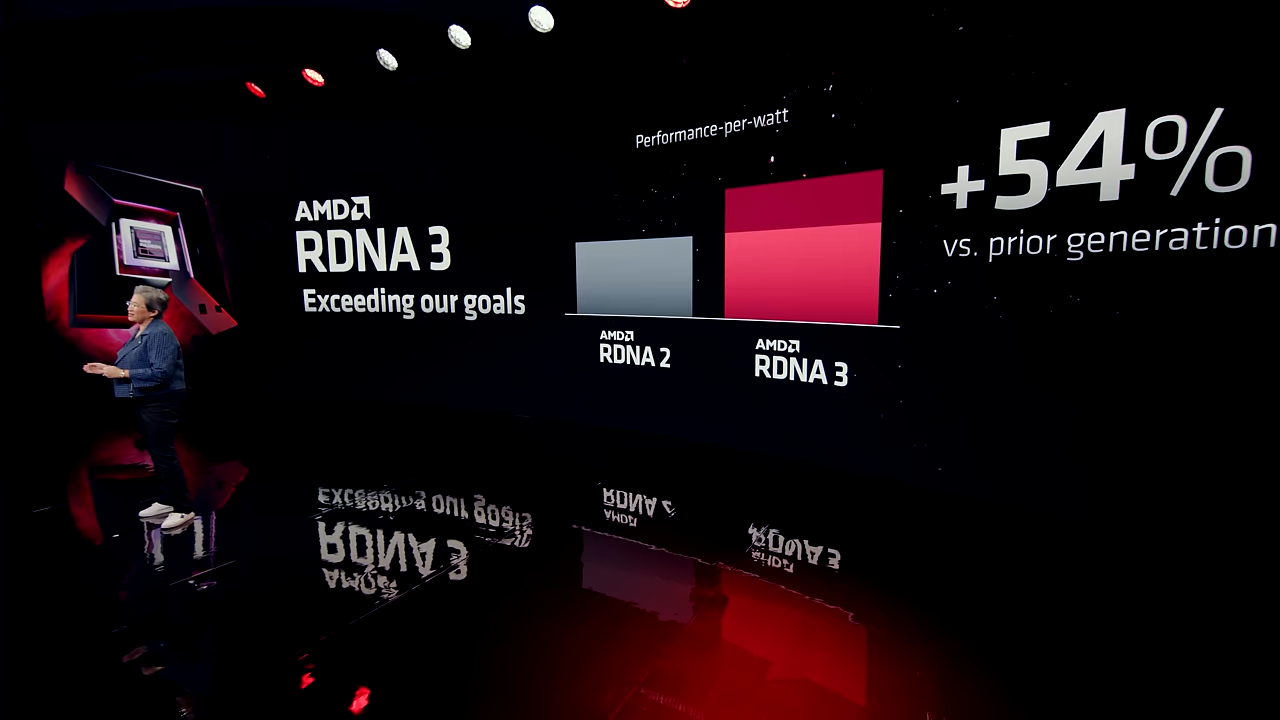 AMD
RDNA 3
Exceeding our goals
Performance-per-watt
AMD
RDNA 2
AMD
RDNA 3
+54%
vs. prior generation